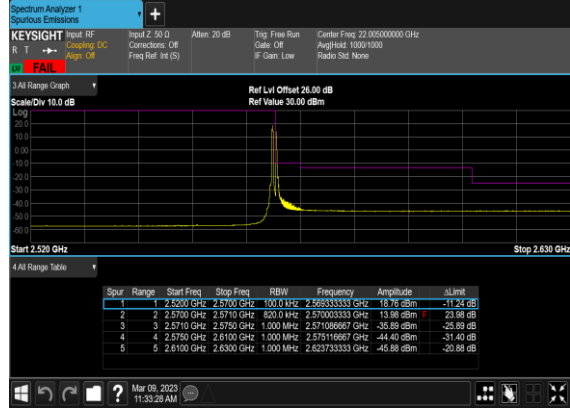 Spectrum Analyzer 1
Spurious Emissions
KEYSIGHT Input: RF Input Z: 50 Ω Atten: 20 dB Trig: Free Run Center Freq: 22.005000000 GHz
R T Coupling: DC Corrections: Off Gate: Off Avg|Hold: 1000/1000
Align: Off Freq Ref: Int (S) IF Gain: Low Radio Std: None
LV FAIL
3 All Range Graph
Ref Lvl Offset 26.00 dB
Scale/Div 10.0 dB Ref Value 30.00 dBm
Log
20.0
10.0
0.00
-10.0
-20.0
-30.0
-40.0
-50.0
-60.0
Start 2.520 GHz Stop 2.630 GHz
4 All Range Table
Spur Range Start Freq Stop Freq RBW Frequency Amplitude ΔLimit
1 1 2.5200 GHz 2.5700 GHz 100.0 kHz 2.569333333 GHz 18.76 dBm -11.24 dB
2 2 2.5700 GHz 2.5710 GHz 820.0 kHz 2.570003333 GHz 13.98 dBm F 23.98 dB
3 3 2.5710 GHz 2.5750 GHz 1.000 MHz 2.571086667 GHz -35.89 dBm -25.89 dB
4 4 2.5750 GHz 2.6100 GHz 1.000 MHz 2.575116667 GHz -44.40 dBm -31.40 dB
5 5 2.6100 GHz 2.6300 GHz 1.000 MHz 2.623733333 GHz -45.88 dBm -20.88 dB
Mar 09, 2023
11:33:28 AM